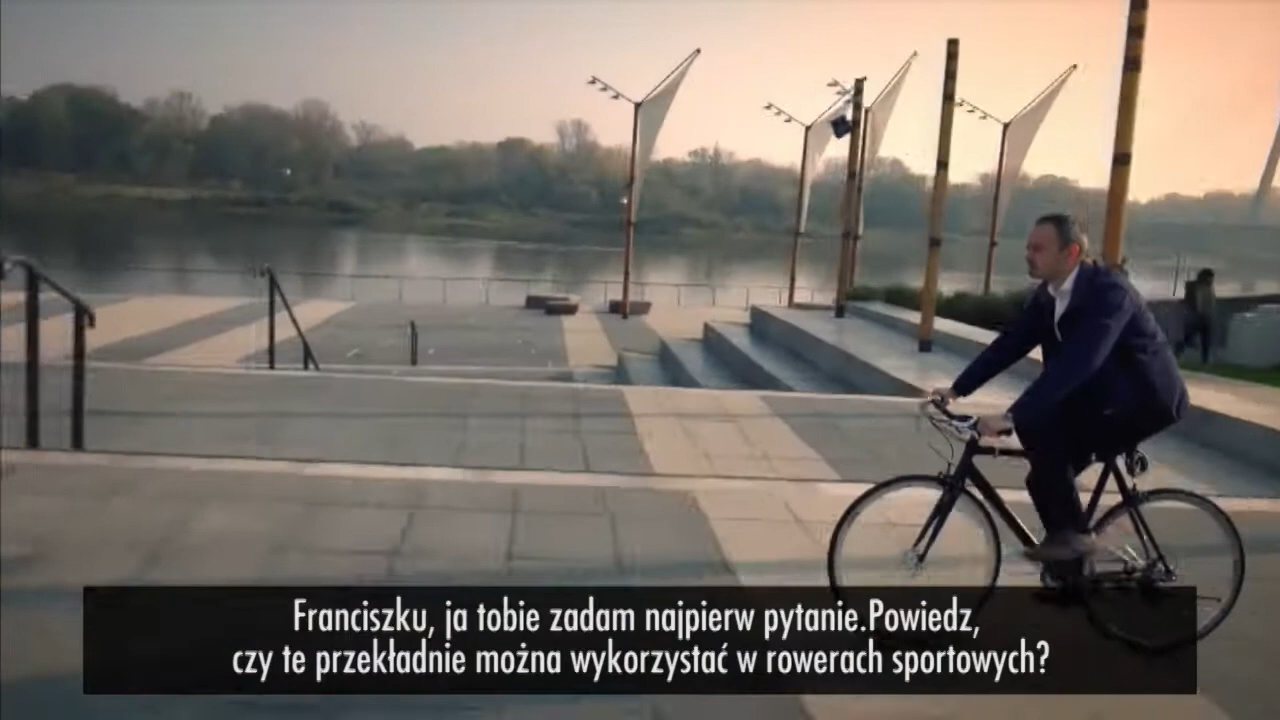 Franciszku, ja tobie zadam najpierw pytanie.Powiedz,
czy te przekładnie można wykorzystać w rowerach sportowych?